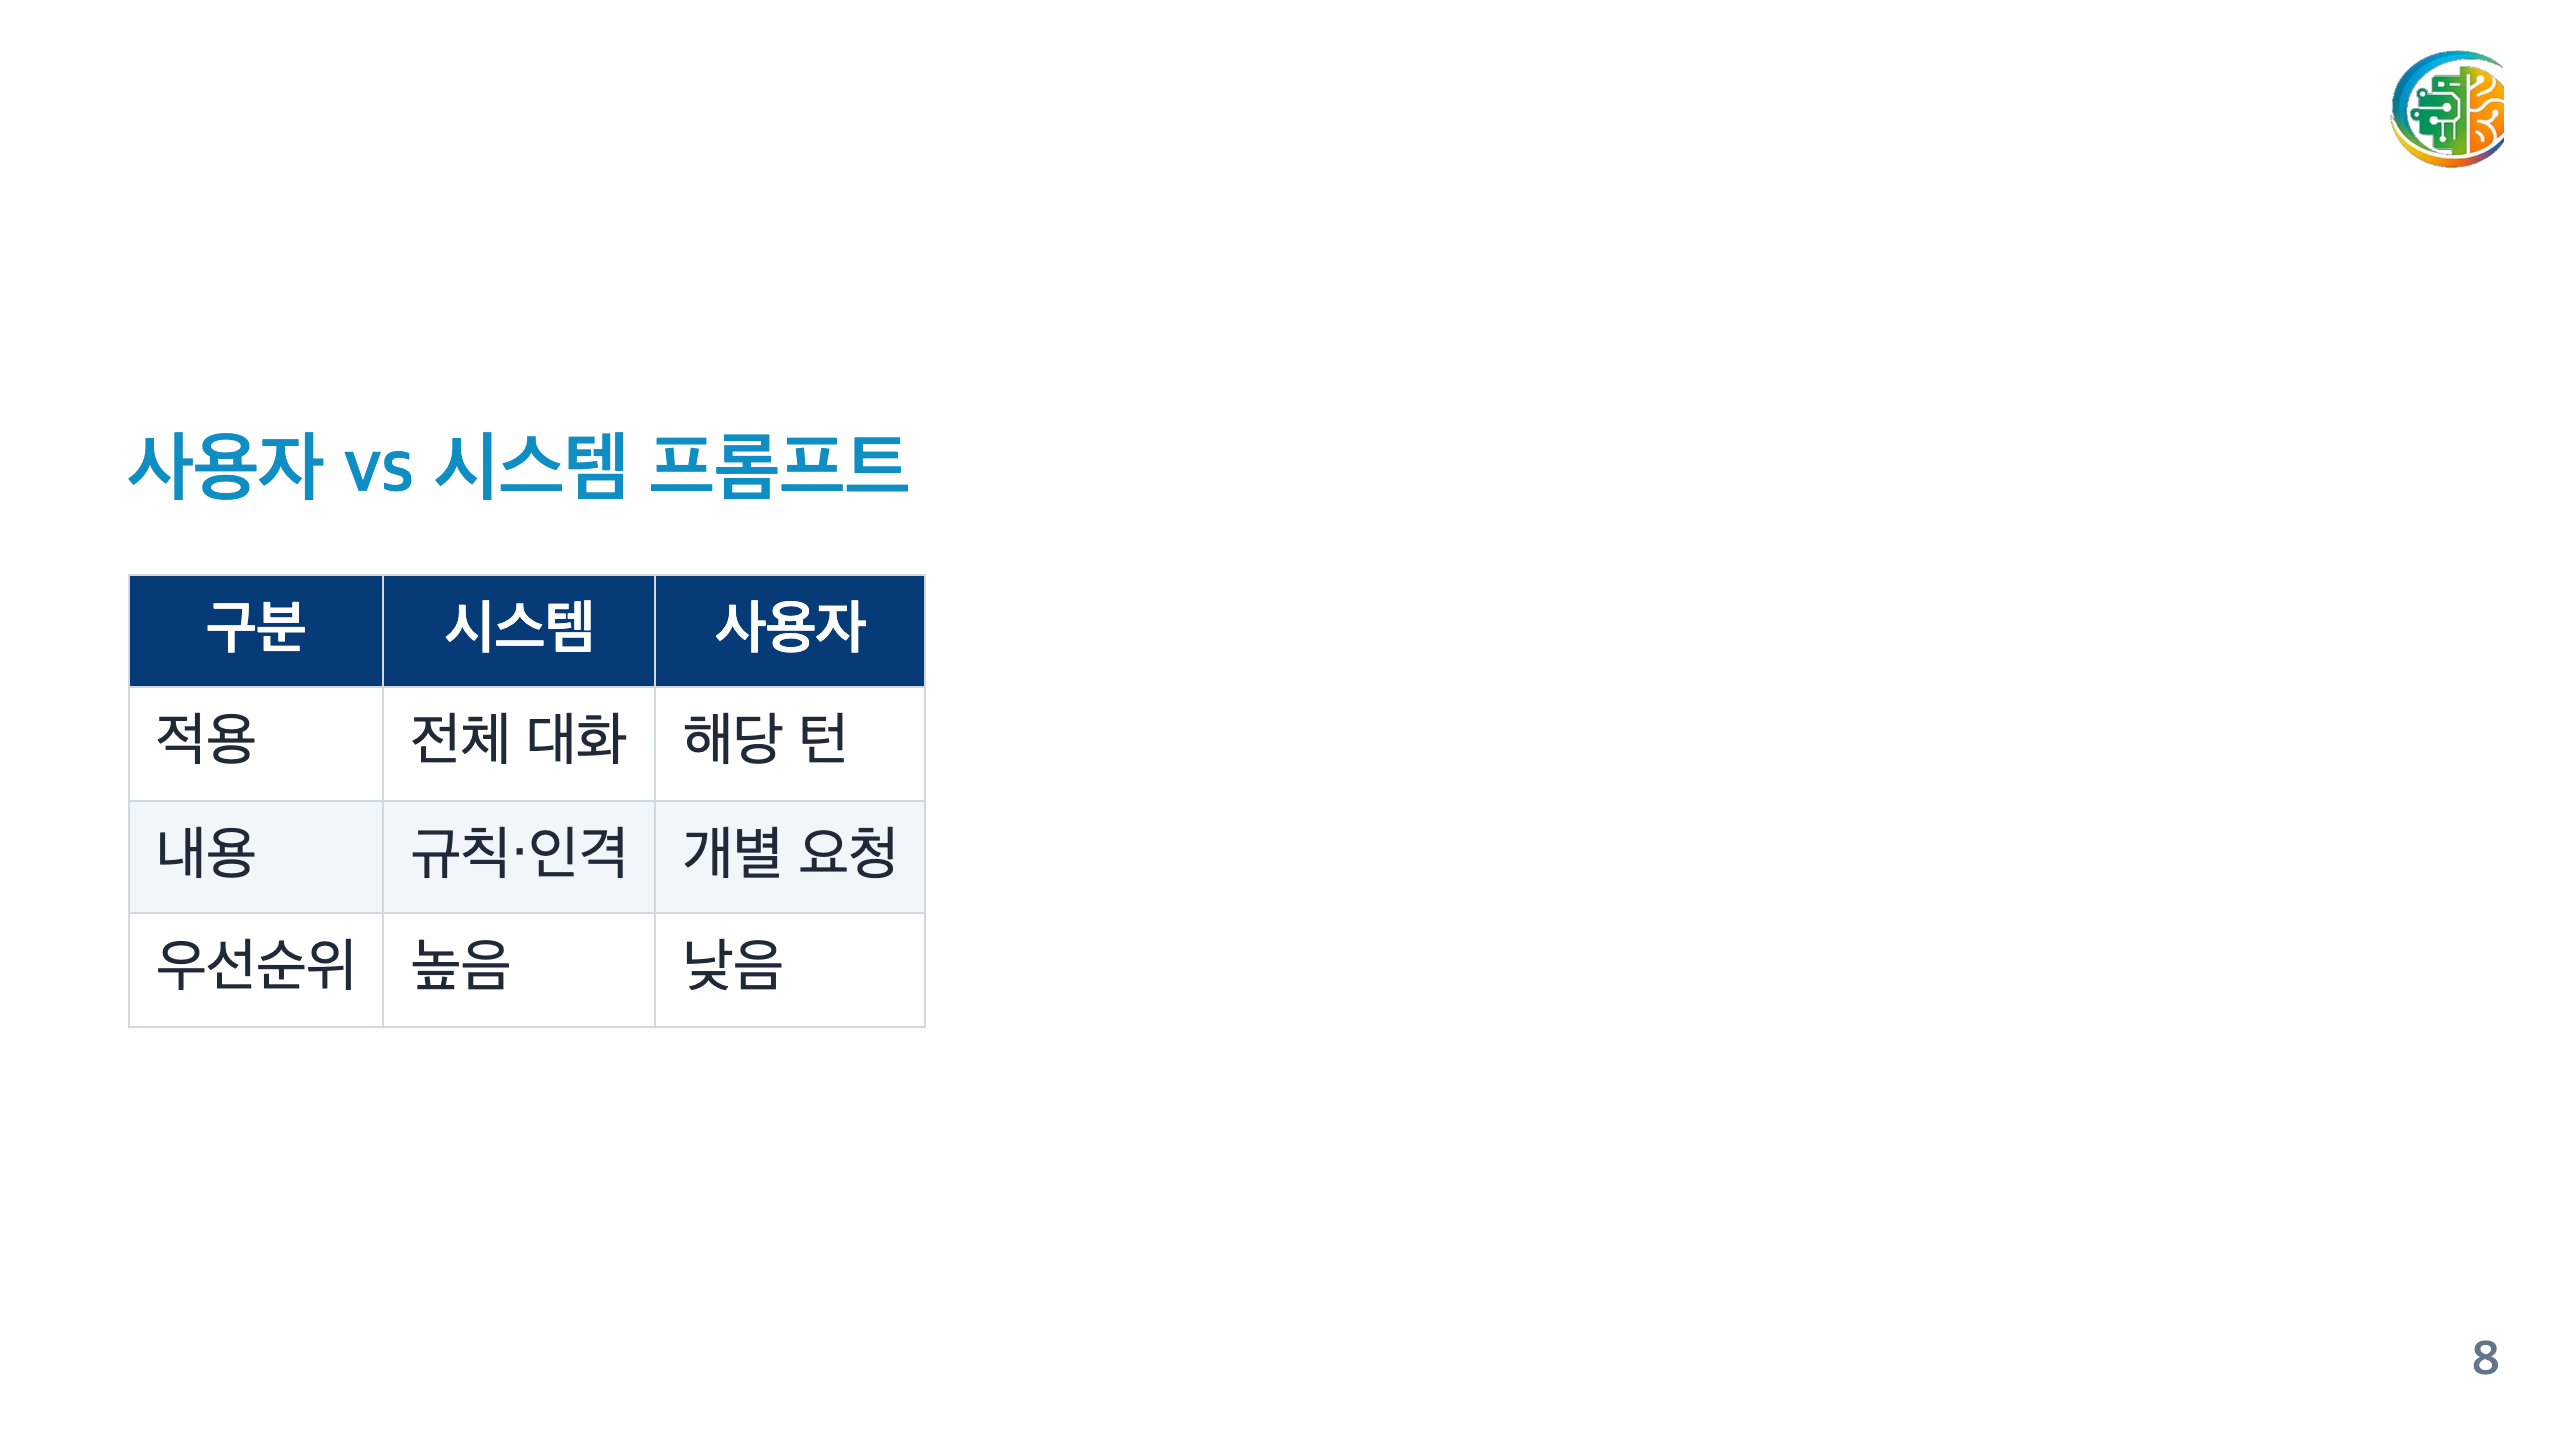 사용자 vs 시스템 프롬프트
구분 시스템 사용자
적용 전체 대화 해당 턴
내용 규칙·인격 개별 요청
우선순위 높음 낮음
8